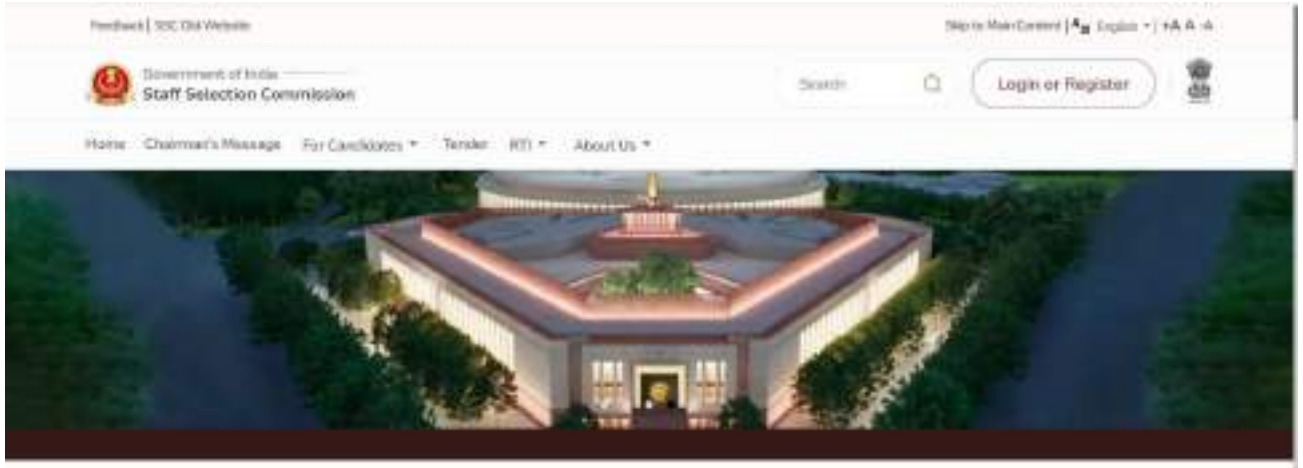 Feedback | SSC Old Website
Skip to Main Content | A English | +A A -A
Government of India
Staff Selection Commission
Search
Login or Register
Home Chairman's Message For Candidates Tender RTI About Us